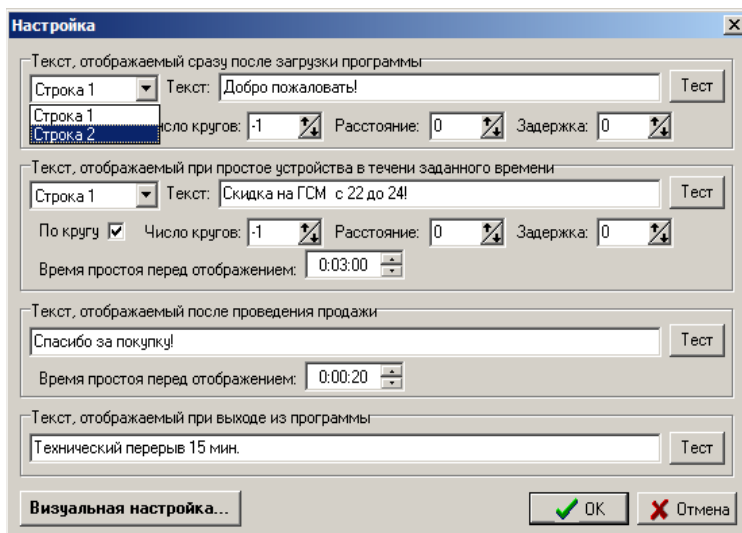 Настройка
Текст, отображаемый сразу после загрузки программы
Строка 1 Текст: Добро пожаловать! Тест
Строка 1
Строка 2 исло кругов: -1 Расстояние: 0 Задержка: 0
Текст, отображаемый при простое устройства в течени заданного времени
Строка 1 Текст: Скидка на ГСМ с 22 до 24! Тест
По кругу Число кругов: -1 Расстояние: 0 Задержка: 0
Время простоя перед отображением: 0:03:00
Текст, отображаемый после проведения продажи
Спасибо за покупку! Тест
Время простоя перед отображением: 0:00:20
Текст, отображаемый при выходе из программы
Технический перерыв 15 мин. Тест
Визуальная настройка... OK Отмена